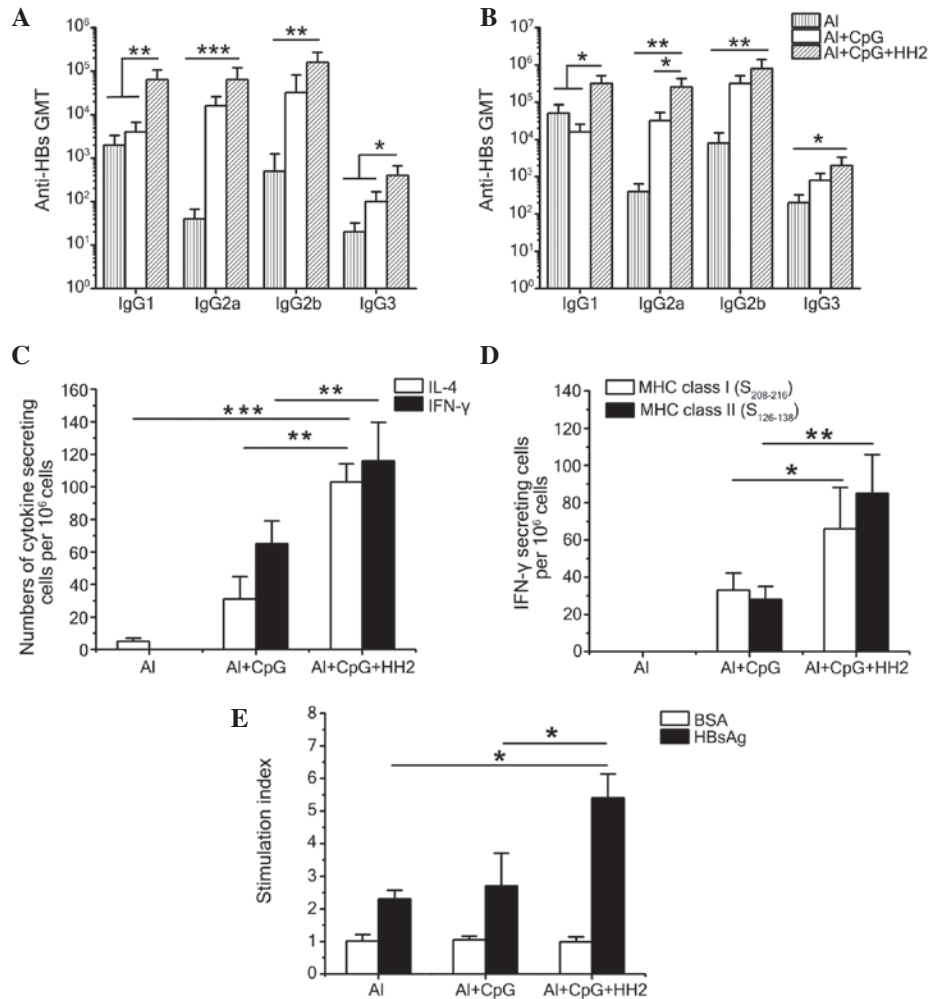 A
Anti-HBs GMT
10⁶
10⁵
10⁴
10³
10²
10¹
10⁰
** *** ** *
IgG1 IgG2a IgG2b IgG3
B
Al
Al+CpG
Al+CpG+HH2
Anti-HBs GMT
10⁷
10⁶
10⁵
10⁴
10³
10²
10¹
10⁰
* ** * ** *
IgG1 IgG2a IgG2b IgG3
C
IL-4
IFN-γ
Numbers of cytokine secreting
cells per 10⁶ cells
160
140
120
100
80
60
40
20
0
**
***
**
Al Al+CpG Al+CpG+HH2
D
MHC class I (S₂₀₈₋₂₁₆)
MHC class II (S₁₂₆₋₁₃₈)
IFN-γ secreting cells
per 10⁶ cells
140
120
100
80
60
40
20
0
**
*
Al Al+CpG Al+CpG+HH2
E
BSA
HBsAg
Stimulation index
8
7
6
5
4
3
2
1
0
*
*
Al Al+CpG Al+CpG+HH2